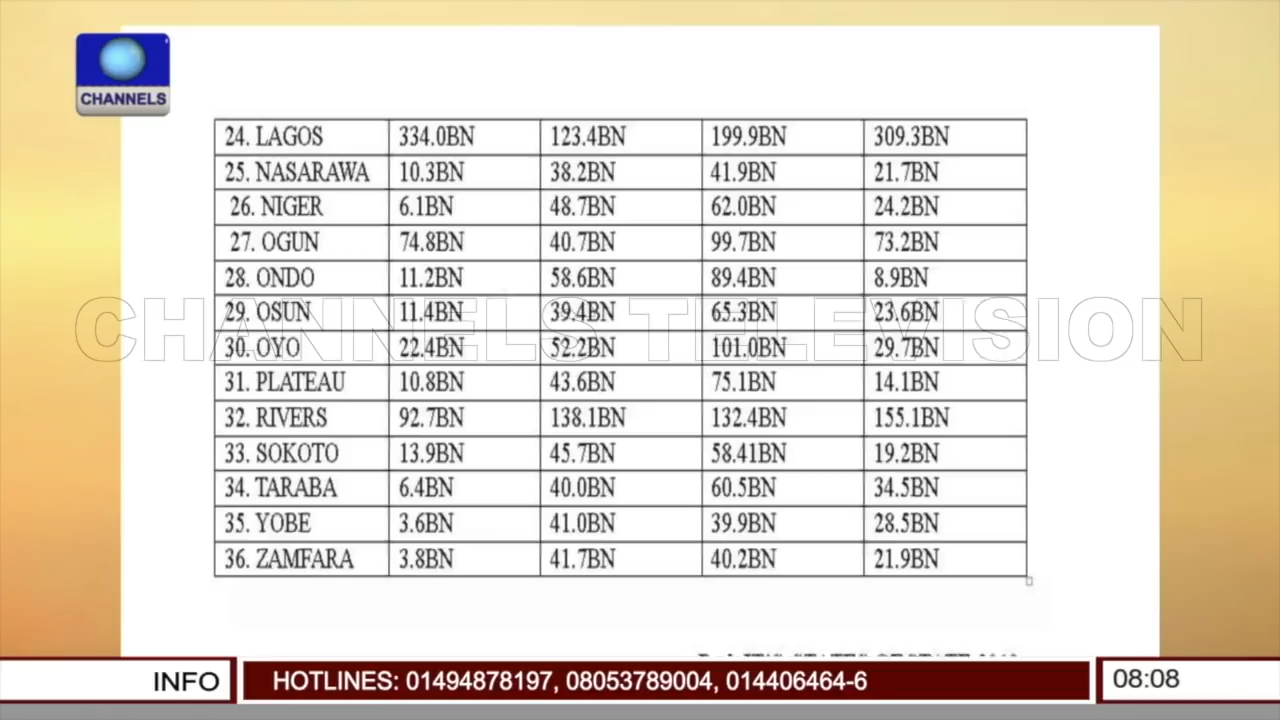 CHANNELS
24. LAGOS 334.0BN 123.4BN 199.9BN 309.3BN
25. NASARAWA 10.3BN 38.2BN 41.9BN 21.7BN
26. NIGER 6.1BN 48.7BN 62.0BN 24.2BN
27. OGUN 74.8BN 40.7BN 99.7BN 73.2BN
28. ONDO 11.2BN 58.6BN 89.4BN 8.9BN
29. OSUN 11.4BN 39.4BN 65.3BN 23.6BN
CHANNELS TELEVISION
30. OYO 22.4BN 52.2BN 101.0BN 29.7BN
31. PLATEAU 10.8BN 43.6BN 75.1BN 14.1BN
32. RIVERS 92.7BN 138.1BN 132.4BN 155.1BN
33. SOKOTO 13.9BN 45.7BN 58.41BN 19.2BN
34. TARABA 6.4BN 40.0BN 60.5BN 34.5BN
35. YOBE 3.6BN 41.0BN 39.9BN 28.5BN
36. ZAMFARA 3.8BN 41.7BN 40.2BN 21.9BN
INFO HOTLINES: 01494878197, 08053789004, 014406464-6 08:08